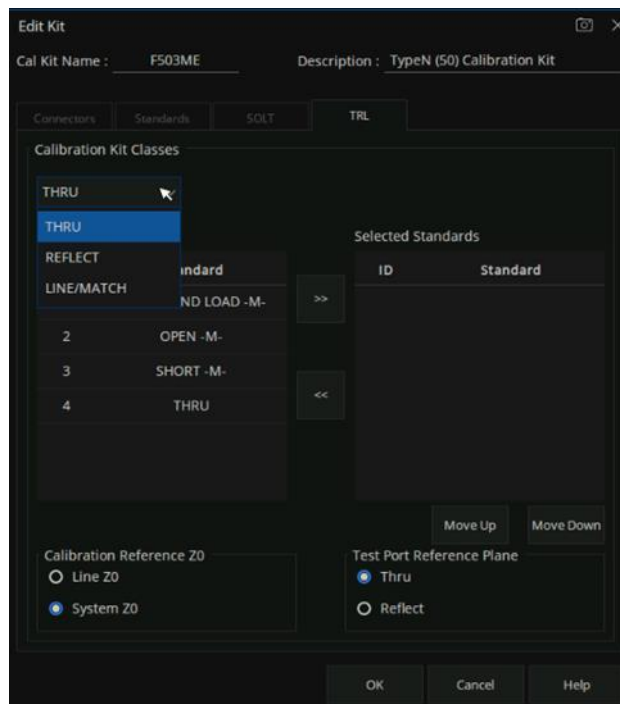 Edit Kit
Cal Kit Name : F503ME Description : TypeN (50) Calibration Kit
Connectors Standards SOLT TRL
Calibration Kit Classes
THRU
THRU
REFLECT
LINE/MATCH
Selected Standards
ndard ID Standard
ND LOAD -M- >>
2 OPEN -M-
3 SHORT -M-
4 THRU <<
Move Up Move Down
Calibration Reference Z0 Test Port Reference Plane
Line Z0 Thru
System Z0 Reflect
OK Cancel Help